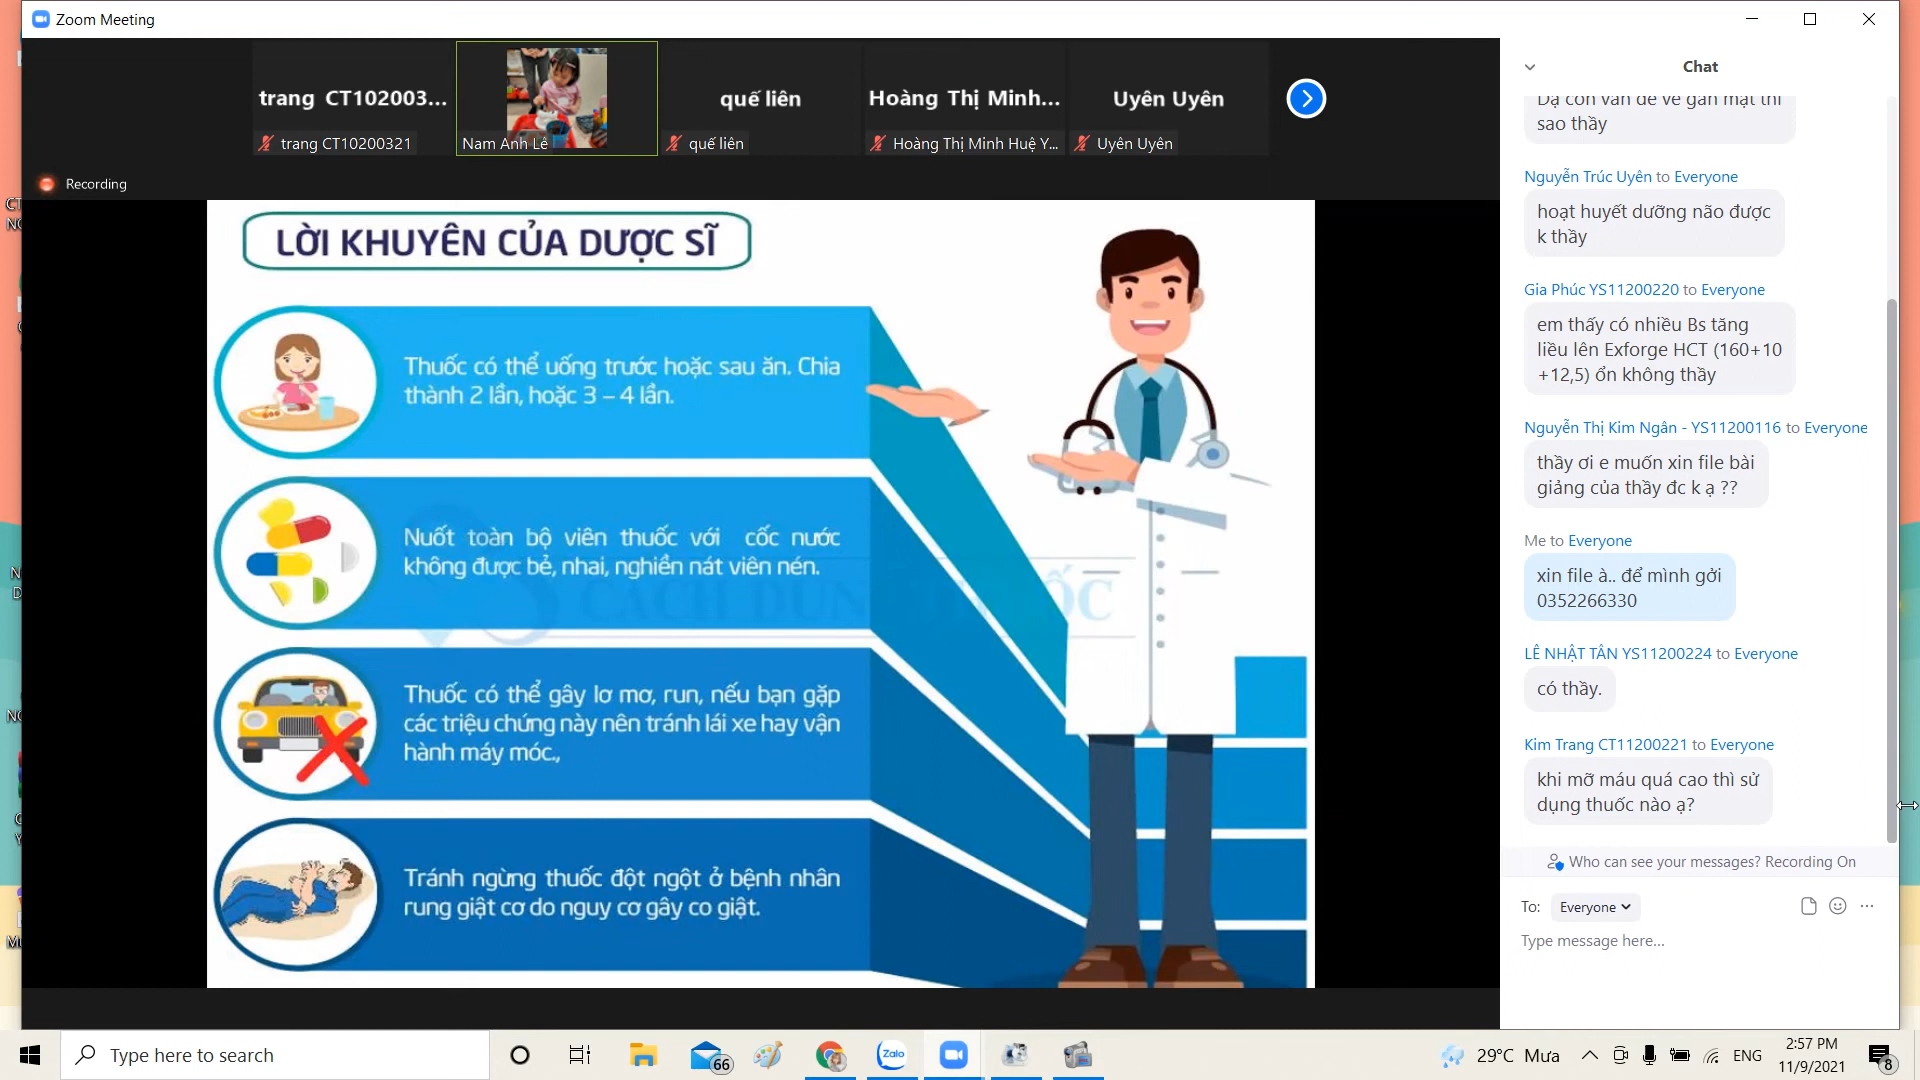 Zoom Meeting
trang CT102003...
quế liên
Hoàng Thị Minh...
Uyên Uyên
trang CT10200321
Nam Anh Lê
quế liên
Hoàng Thị Minh Huệ Y...
Uyên Uyên
Recording
LỜI KHUYÊN CỦA DƯỢC SĨ
Thuốc có thể uống trước hoặc sau ăn. Chia
thành 2 lần, hoặc 3 – 4 lần.
Nuốt toàn bộ viên thuốc với cốc nước
không được bẻ, nhai, nghiền nát viên nén.
Thuốc có thể gây lơ mơ, run, nếu bạn gặp
các triệu chứng này nên tránh lái xe hay vận
hành máy móc.,
Tránh ngừng thuốc đột ngột ở bệnh nhân
rung giật cơ do nguy cơ gây co giật.
Chat
sao thầy
Nguyễn Trúc Uyên to Everyone
hoạt huyết dưỡng não được
k thầy
Gia Phúc YS11200220 to Everyone
em thấy có nhiều Bs tăng
liều lên Exforge HCT (160+10
+12,5) ổn không thầy
Nguyễn Thị Kim Ngân - YS11200116 to Everyone
thầy ơi e muốn xin file bài
giảng của thầy đc k ạ ??
Me to Everyone
xin file à.. để mình gởi
0352266330
LÊ NHẬT TÂN YS11200224 to Everyone
có thầy.
Kim Trang CT11200221 to Everyone
khi mỡ máu quá cao thì sử
dụng thuốc nào ạ?
Who can see your messages? Recording On
To: Everyone
Type message here...
Type here to search
66
Zalo
29°C Mưa
ENG
2:57 PM
11/9/2021
8